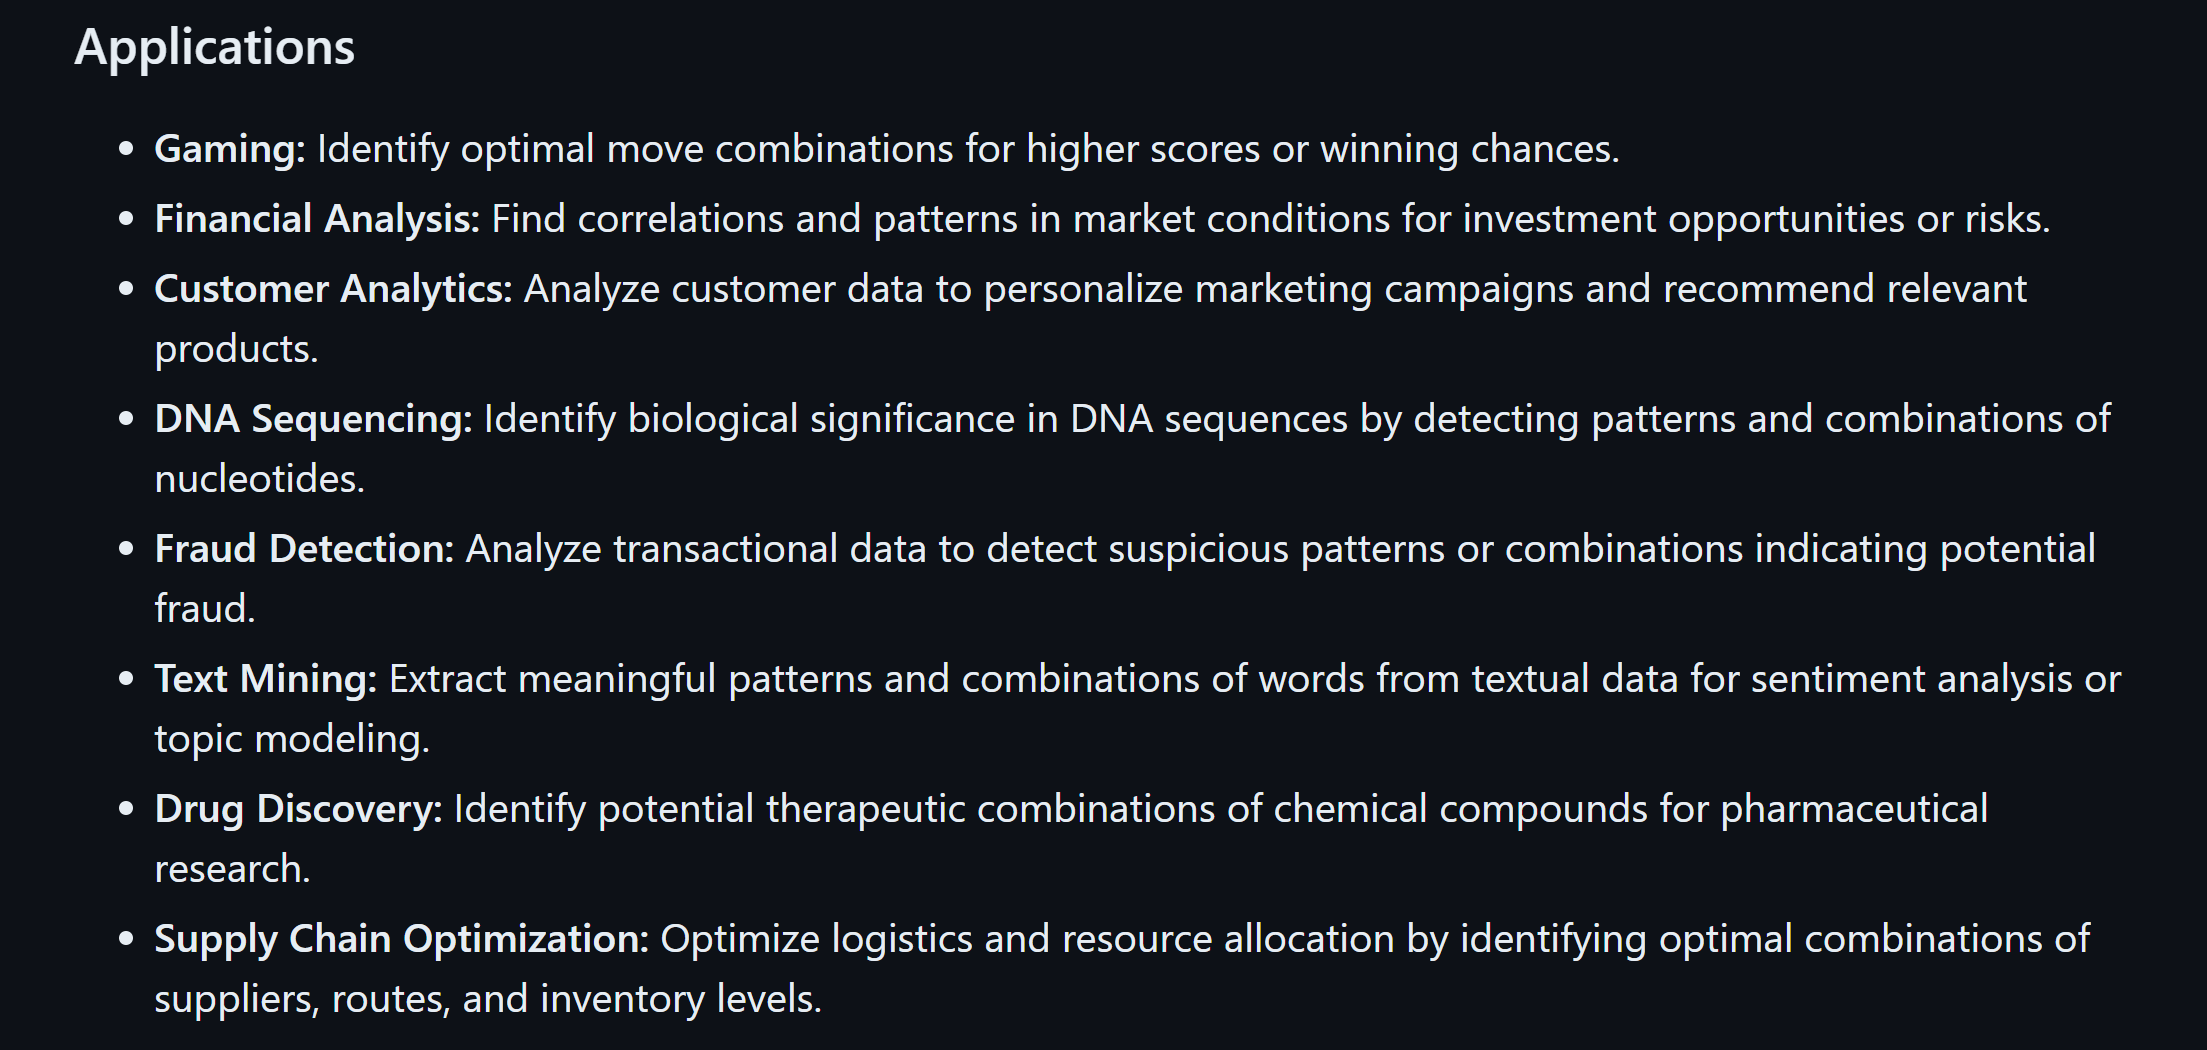 Applications
• Gaming: Identify optimal move combinations for higher scores or winning chances.
• Financial Analysis: Find correlations and patterns in market conditions for investment opportunities or risks.
• Customer Analytics: Analyze customer data to personalize marketing campaigns and recommend relevant
products.
• DNA Sequencing: Identify biological significance in DNA sequences by detecting patterns and combinations of
nucleotides.
• Fraud Detection: Analyze transactional data to detect suspicious patterns or combinations indicating potential
fraud.
• Text Mining: Extract meaningful patterns and combinations of words from textual data for sentiment analysis or
topic modeling.
• Drug Discovery: Identify potential therapeutic combinations of chemical compounds for pharmaceutical
research.
• Supply Chain Optimization: Optimize logistics and resource allocation by identifying optimal combinations of
suppliers, routes, and inventory levels.